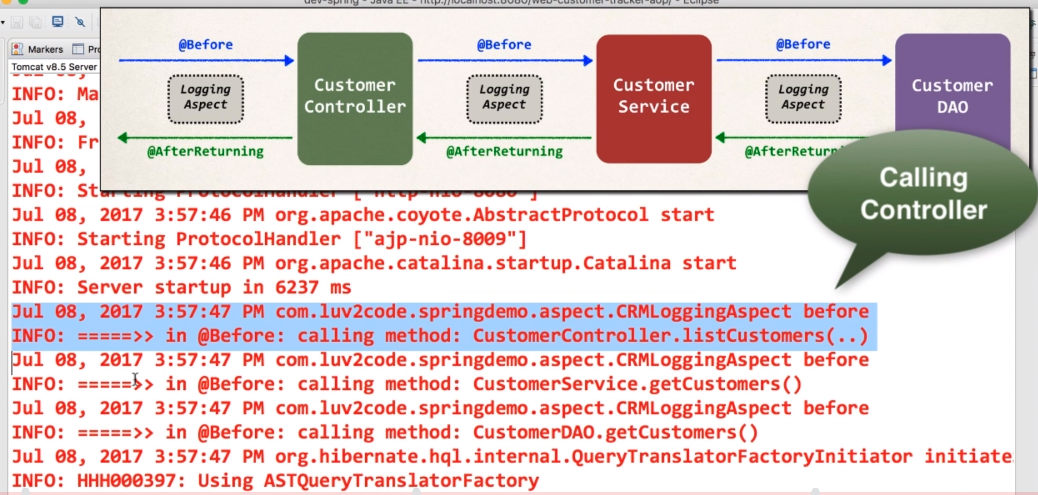 dev-spring - Java EE - http://localhost:8080/web-customer-tracker-aop/ - Eclipse
Markers
Tomcat v8.5 Server
@Before
@Before
@Before
Logging
Aspect
Customer
Controller
Logging
Aspect
Customer
Service
Logging
Aspect
Customer
DAO
@AfterReturning
@AfterReturning
Calling
Controller
INFO: Ma
Jul 08,
INFO: Fr
Jul 08,
INFO: Starting ProtocolHandler ["http-nio-8080"]
Jul 08, 2017 3:57:46 PM org.apache.coyote.AbstractProtocol start
INFO: Starting ProtocolHandler ["ajp-nio-8009"]
Jul 08, 2017 3:57:46 PM org.apache.catalina.startup.Catalina start
INFO: Server startup in 6237 ms
Jul 08, 2017 3:57:47 PM com.luv2code.springdemo.aspect.CRMLoggingAspect before
INFO: =====>> in @Before: calling method: CustomerController.listCustomers(..)
Jul 08, 2017 3:57:47 PM com.luv2code.springdemo.aspect.CRMLoggingAspect before
INFO: =====>> in @Before: calling method: CustomerService.getCustomers()
Jul 08, 2017 3:57:47 PM com.luv2code.springdemo.aspect.CRMLoggingAspect before
INFO: =====>> in @Before: calling method: CustomerDAO.getCustomers()
Jul 08, 2017 3:57:47 PM org.hibernate.hql.internal.QueryTranslatorFactoryInitiator initiate
INFO: HHH000397: Using ASTQueryTranslatorFactory